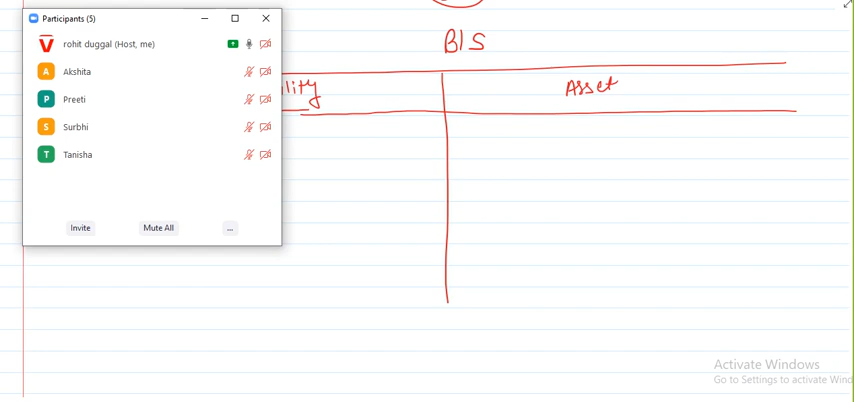 Participants (5)
rohit duggal (Host, me)
A Akshita
P Preeti
S Surbhi
T Tanisha
Invite Mute All ...
B/S
ility Asset
Activate Windows
Go to Settings to activate Wind